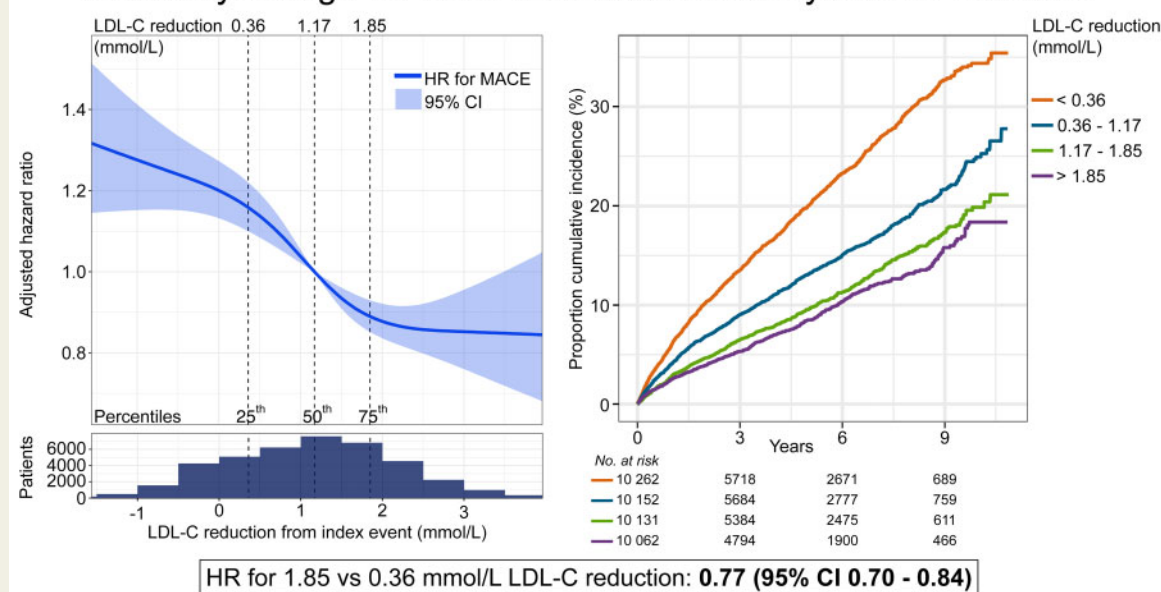 LDL-C reduction 0.36 1.17 1.85
(mmol/L)
HR for MACE
95% CI
Adjusted hazard ratio
1.4
1.2
1.0
0.8
Percentiles 25th 50th 75th
Patients
6000
4000
2000
0
-1 0 1 2 3
LDL-C reduction from index event (mmol/L)
LDL-C reduction
(mmol/L)
< 0.36
0.36 - 1.17
1.17 - 1.85
> 1.85
Proportion cumulative incidence (%)
30
20
10
0
0 3 6 9
Years
No. at risk
10 262 5718 2671 689
10 152 5684 2777 759
10 131 5384 2475 611
10 062 4794 1900 466
HR for 1.85 vs 0.36 mmol/L LDL-C reduction: 0.77 (95% CI 0.70 - 0.84)